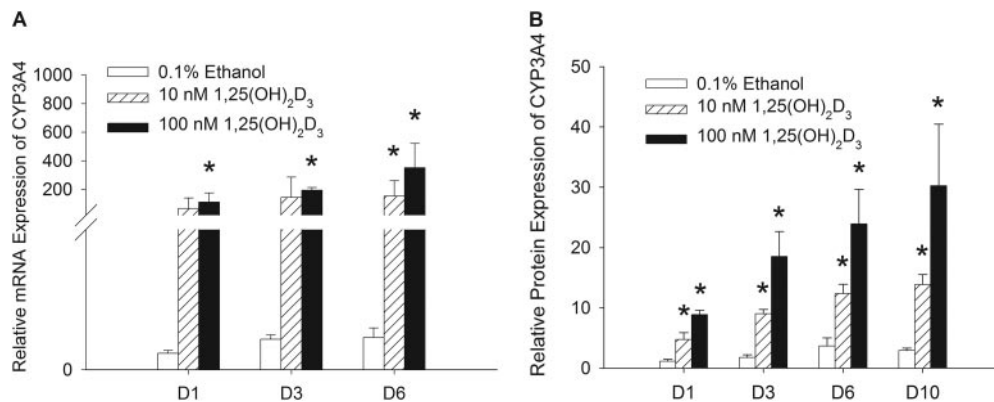 A
Relative mRNA Expression of CYP3A4
1000
800
600
400
200
0
0.1% Ethanol
10 nM 1,25(OH)₂D₃
100 nM 1,25(OH)₂D₃
*
*
*
*
D1
D3
D6
B
Relative Protein Expression of CYP3A4
50
40
30
20
10
0
0.1% Ethanol
10 nM 1,25(OH)₂D₃
100 nM 1,25(OH)₂D₃
*
*
*
*
*
*
*
*
D1
D3
D6
D10